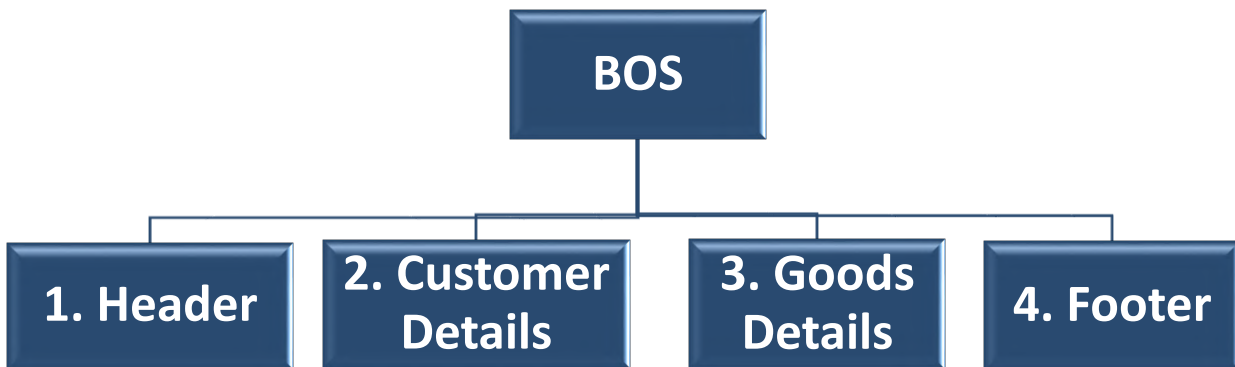 BOS
1. Header
2. Customer
Details
3. Goods
Details
4. Footer